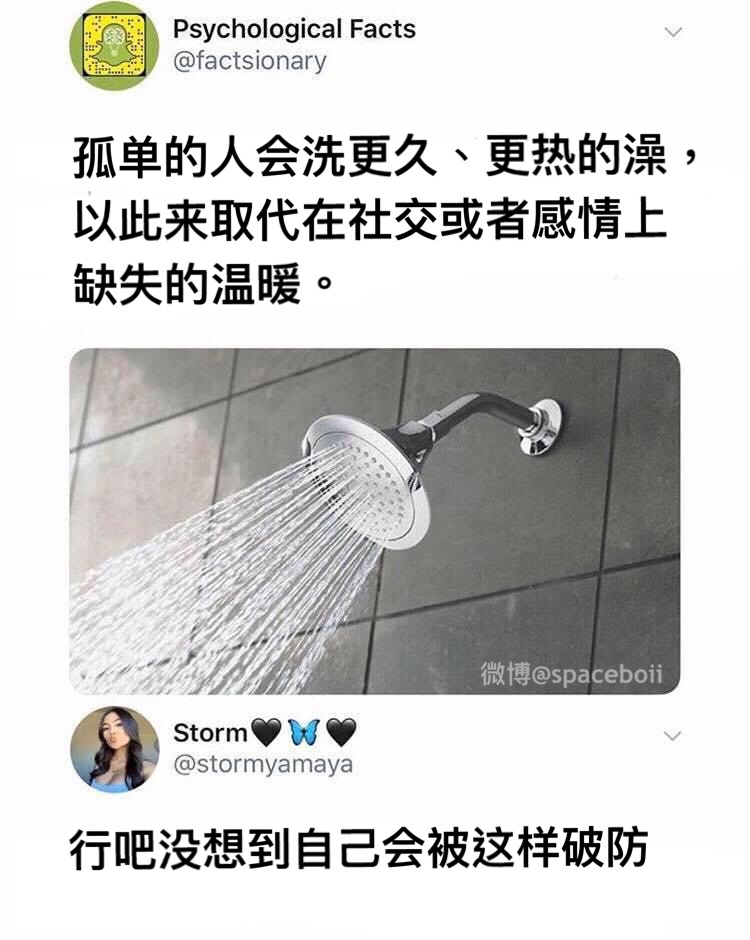 Psychological Facts
@factsionary
孤单的人会洗更久、更热的澡，
以此来取代在社交或者感情上
缺失的温暖。
微博@spaceboii
Storm🖤🦋🖤
@stormyamaya
行吧没想到自己会被这样破防